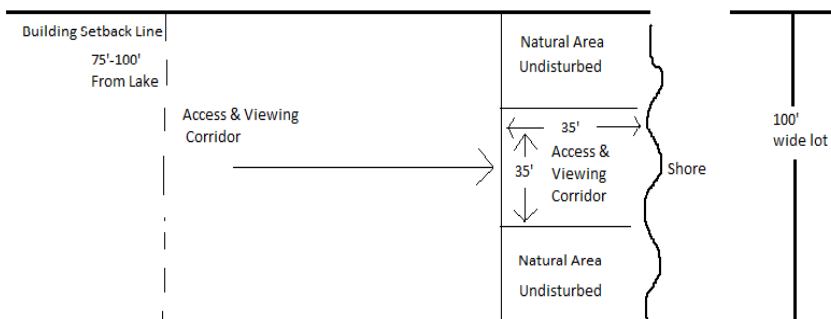 Building Setback Line
75'-100'
From Lake
Access & Viewing
Corridor
Natural Area
Undisturbed
35'
35'
Access &
Viewing
Corridor
Shore
100'
wide lot
Natural Area
Undisturbed